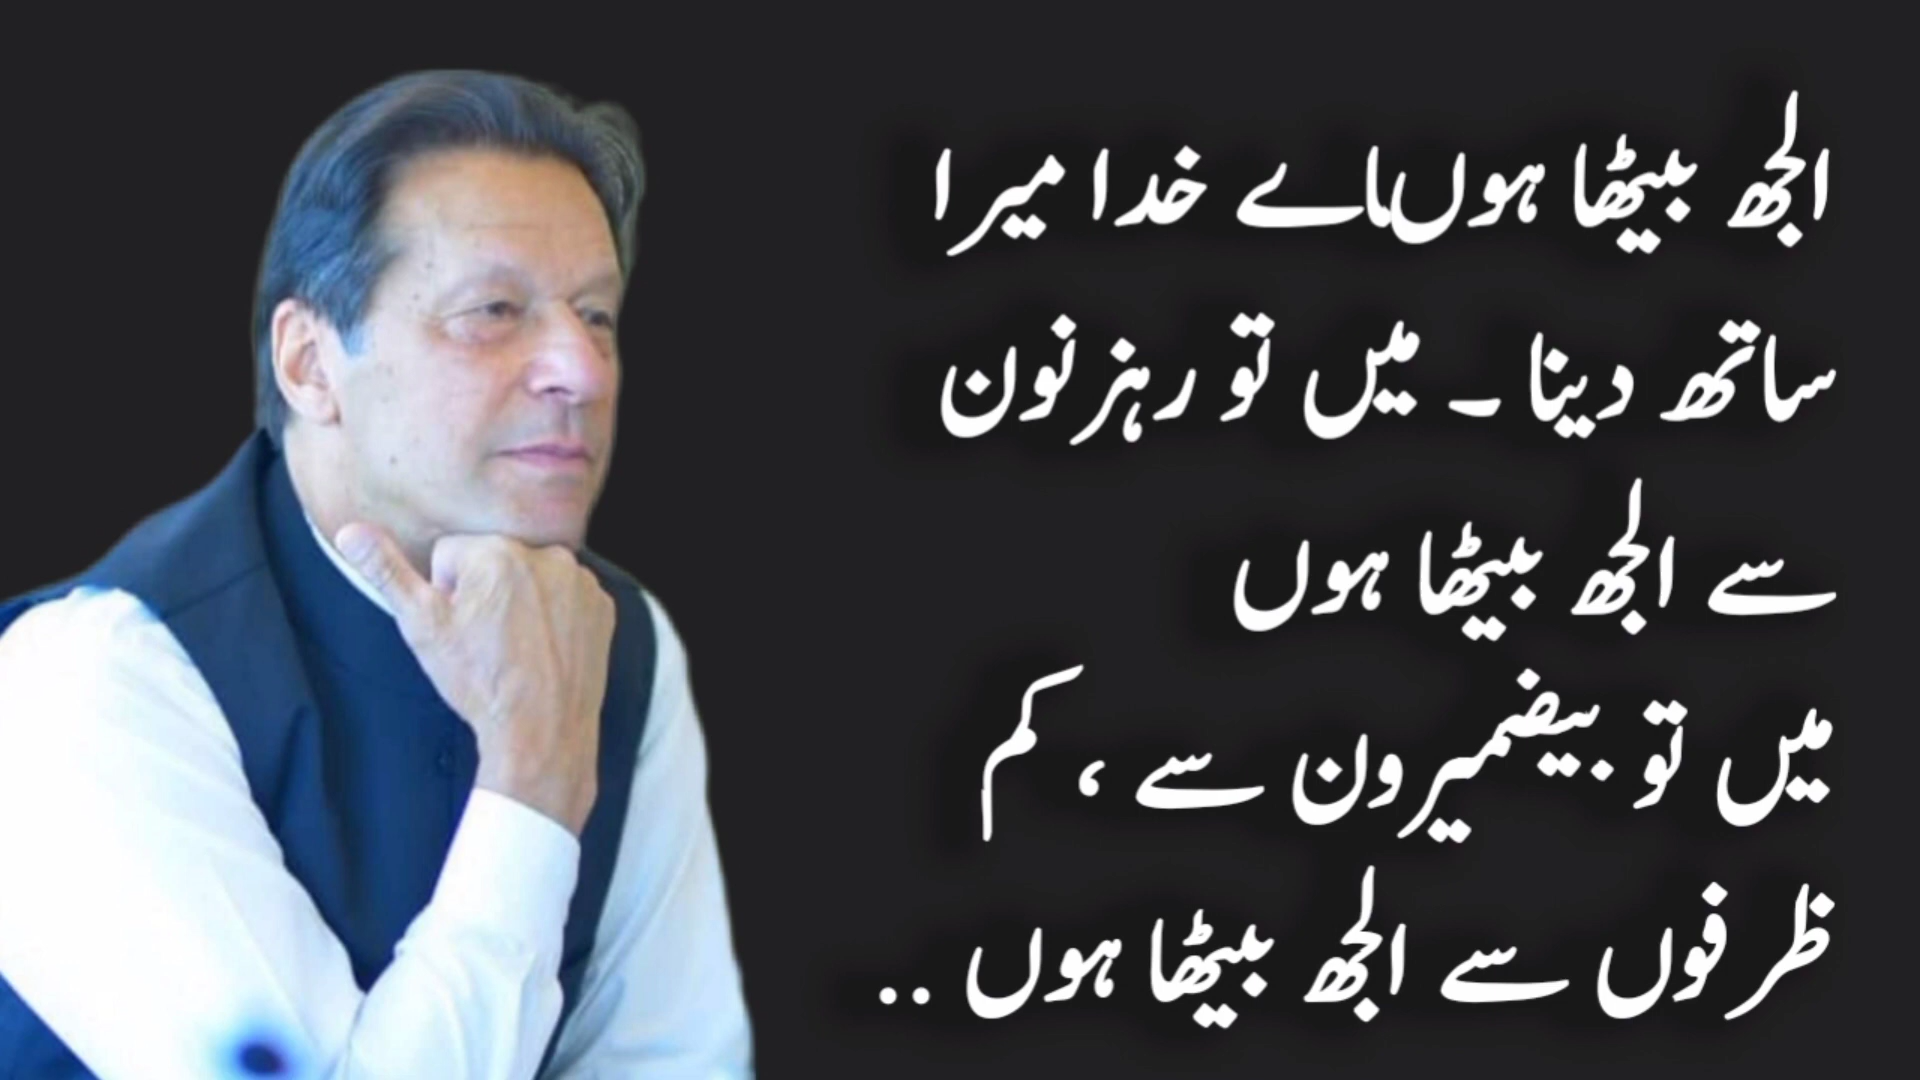 الجھ بیٹھا ہوں اے خدا میرا
ساتھ دینا ۔ میں تو رہزنون
سے الجھ بیٹھا ہوں
میں تو بیضمیرون سے ، کم
ظرفوں سے الجھ بیٹھا ہوں ..